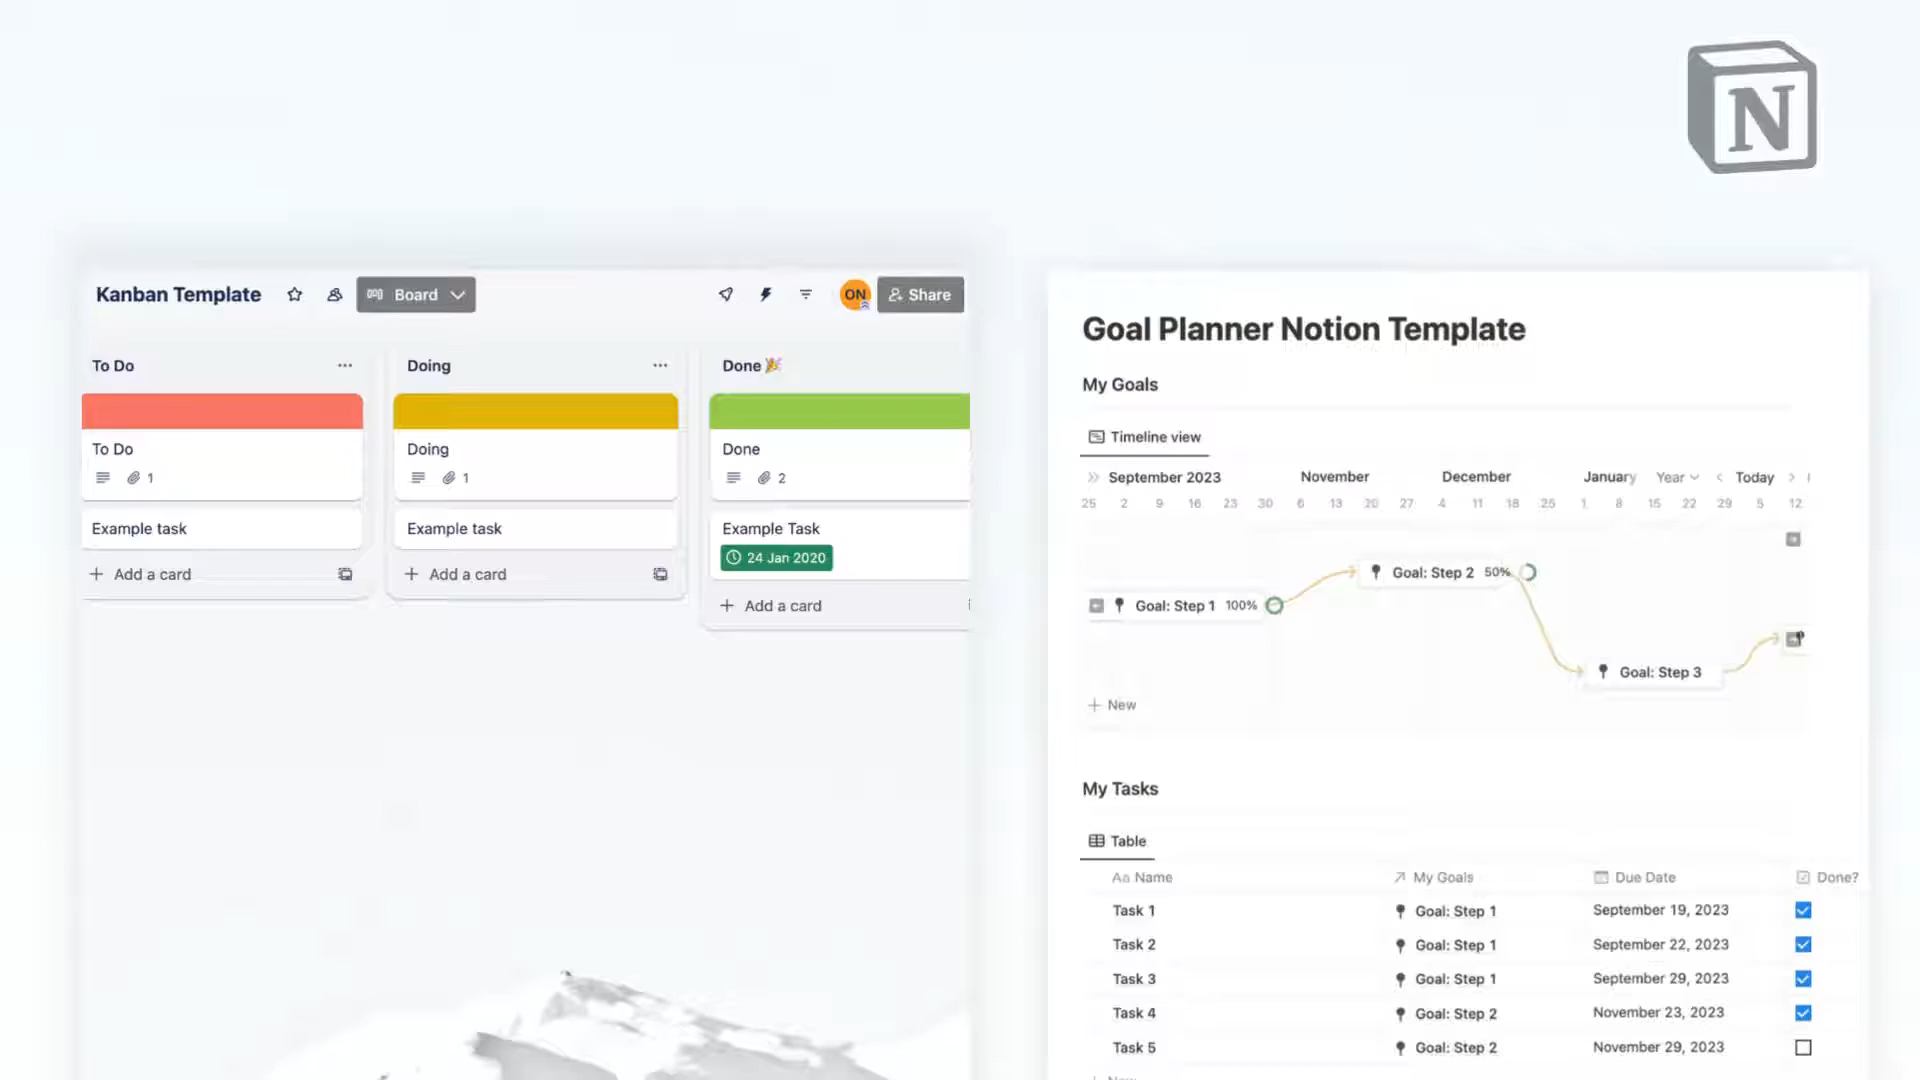 N
Kanban Template
Board
ON
Share
To Do
Doing
Done 🎉
To Do
1
Doing
1
Done
2
Example task
Example task
Example Task
24 Jan 2020
+ Add a card
+ Add a card
+ Add a card
Goal Planner Notion Template
My Goals
Timeline view
September 2023 November December January Year Today
25 2 9 16 23 30 6 13 20 27 4 11 18 25 1 8 15 22 29 5 12
Goal: Step 2 50%
Goal: Step 1 100%
Goal: Step 3
+ New
My Tasks
Table
Aa Name My Goals Due Date Done?
Task 1 Goal: Step 1 September 19, 2023
Task 2 Goal: Step 1 September 22, 2023
Task 3 Goal: Step 1 September 29, 2023
Task 4 Goal: Step 2 November 23, 2023
Task 5 Goal: Step 2 November 29, 2023